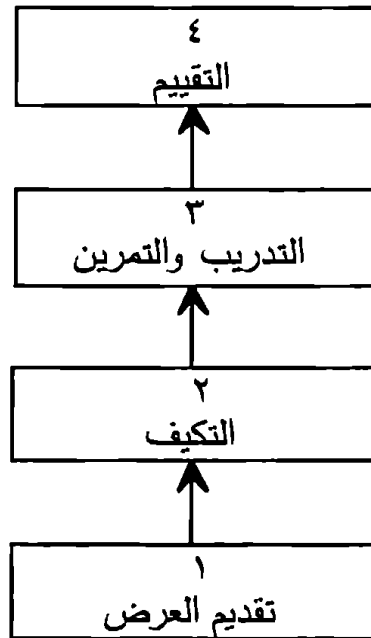 ٤
التقييم
٣
التدريب والتمرين
٢
التكيف
١
تقديم العرض